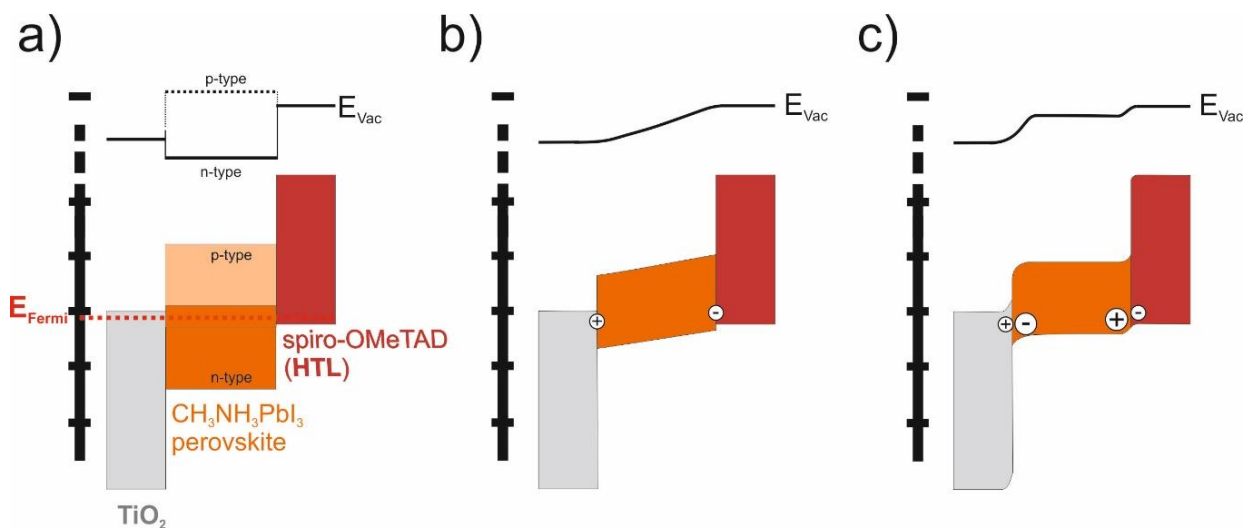 a)
b)
c)
p-type
E_Vac
n-type
p-type
E_Fermi
spiro-OMeTAD
(HTL)
n-type
CH₃NH₃PbI₃
perovskite
TiO₂
E_Vac
+
-
E_Vac
+
-
+
-